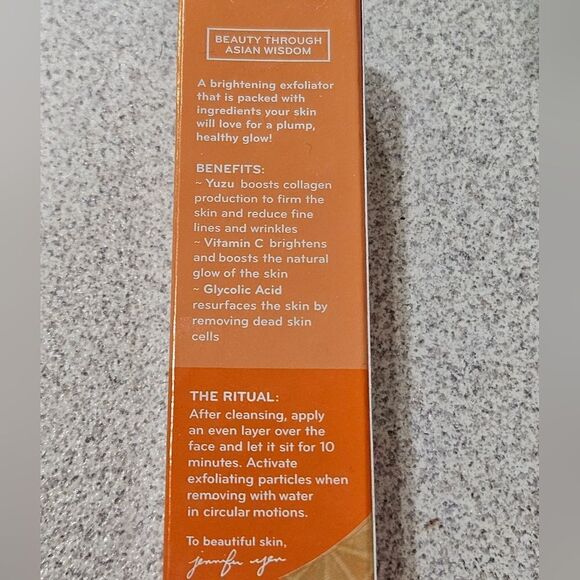 BEAUTY THROUGH
ASIAN WISDOM
A brightening exfoliator
that is packed with
ingredients your skin
will love for a plump,
healthy glow!
BENEFITS:
~ Yuzu boosts collagen
production to firm the
skin and reduce fine
lines and wrinkles
~ Vitamin C brightens
and boosts the natural
glow of the skin
~ Glycolic Acid
resurfaces the skin by
removing dead skin
cells
THE RITUAL:
After cleansing, apply
an even layer over the
face and let it sit for 10
minutes. Activate
exfoliating particles when
removing with water
in circular motions.
To beautiful skin,
jennifer yen